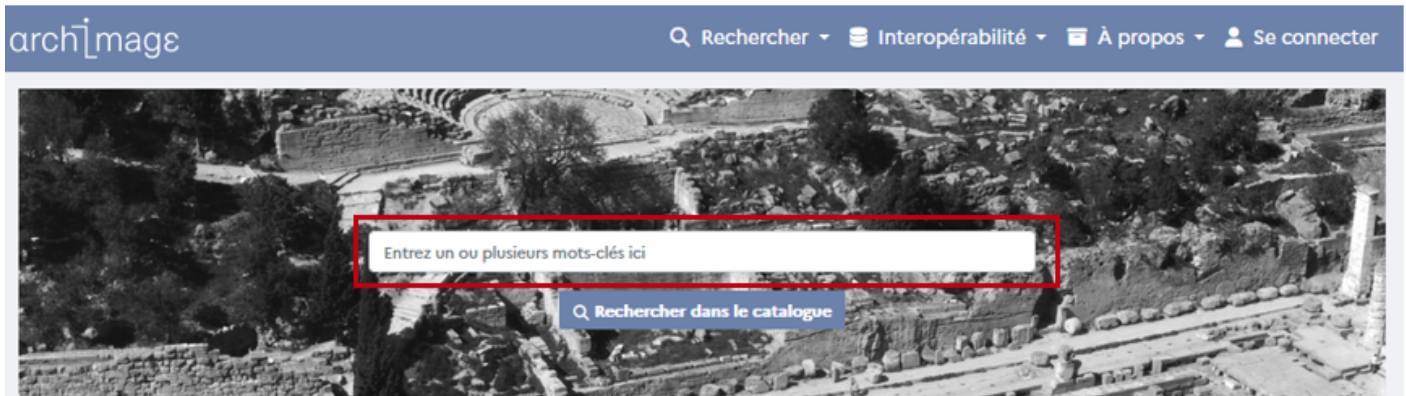 archimage
Rechercher Interopérabilité À propos Se connecter
Entrez un ou plusieurs mots-clés ici
Rechercher dans le catalogue